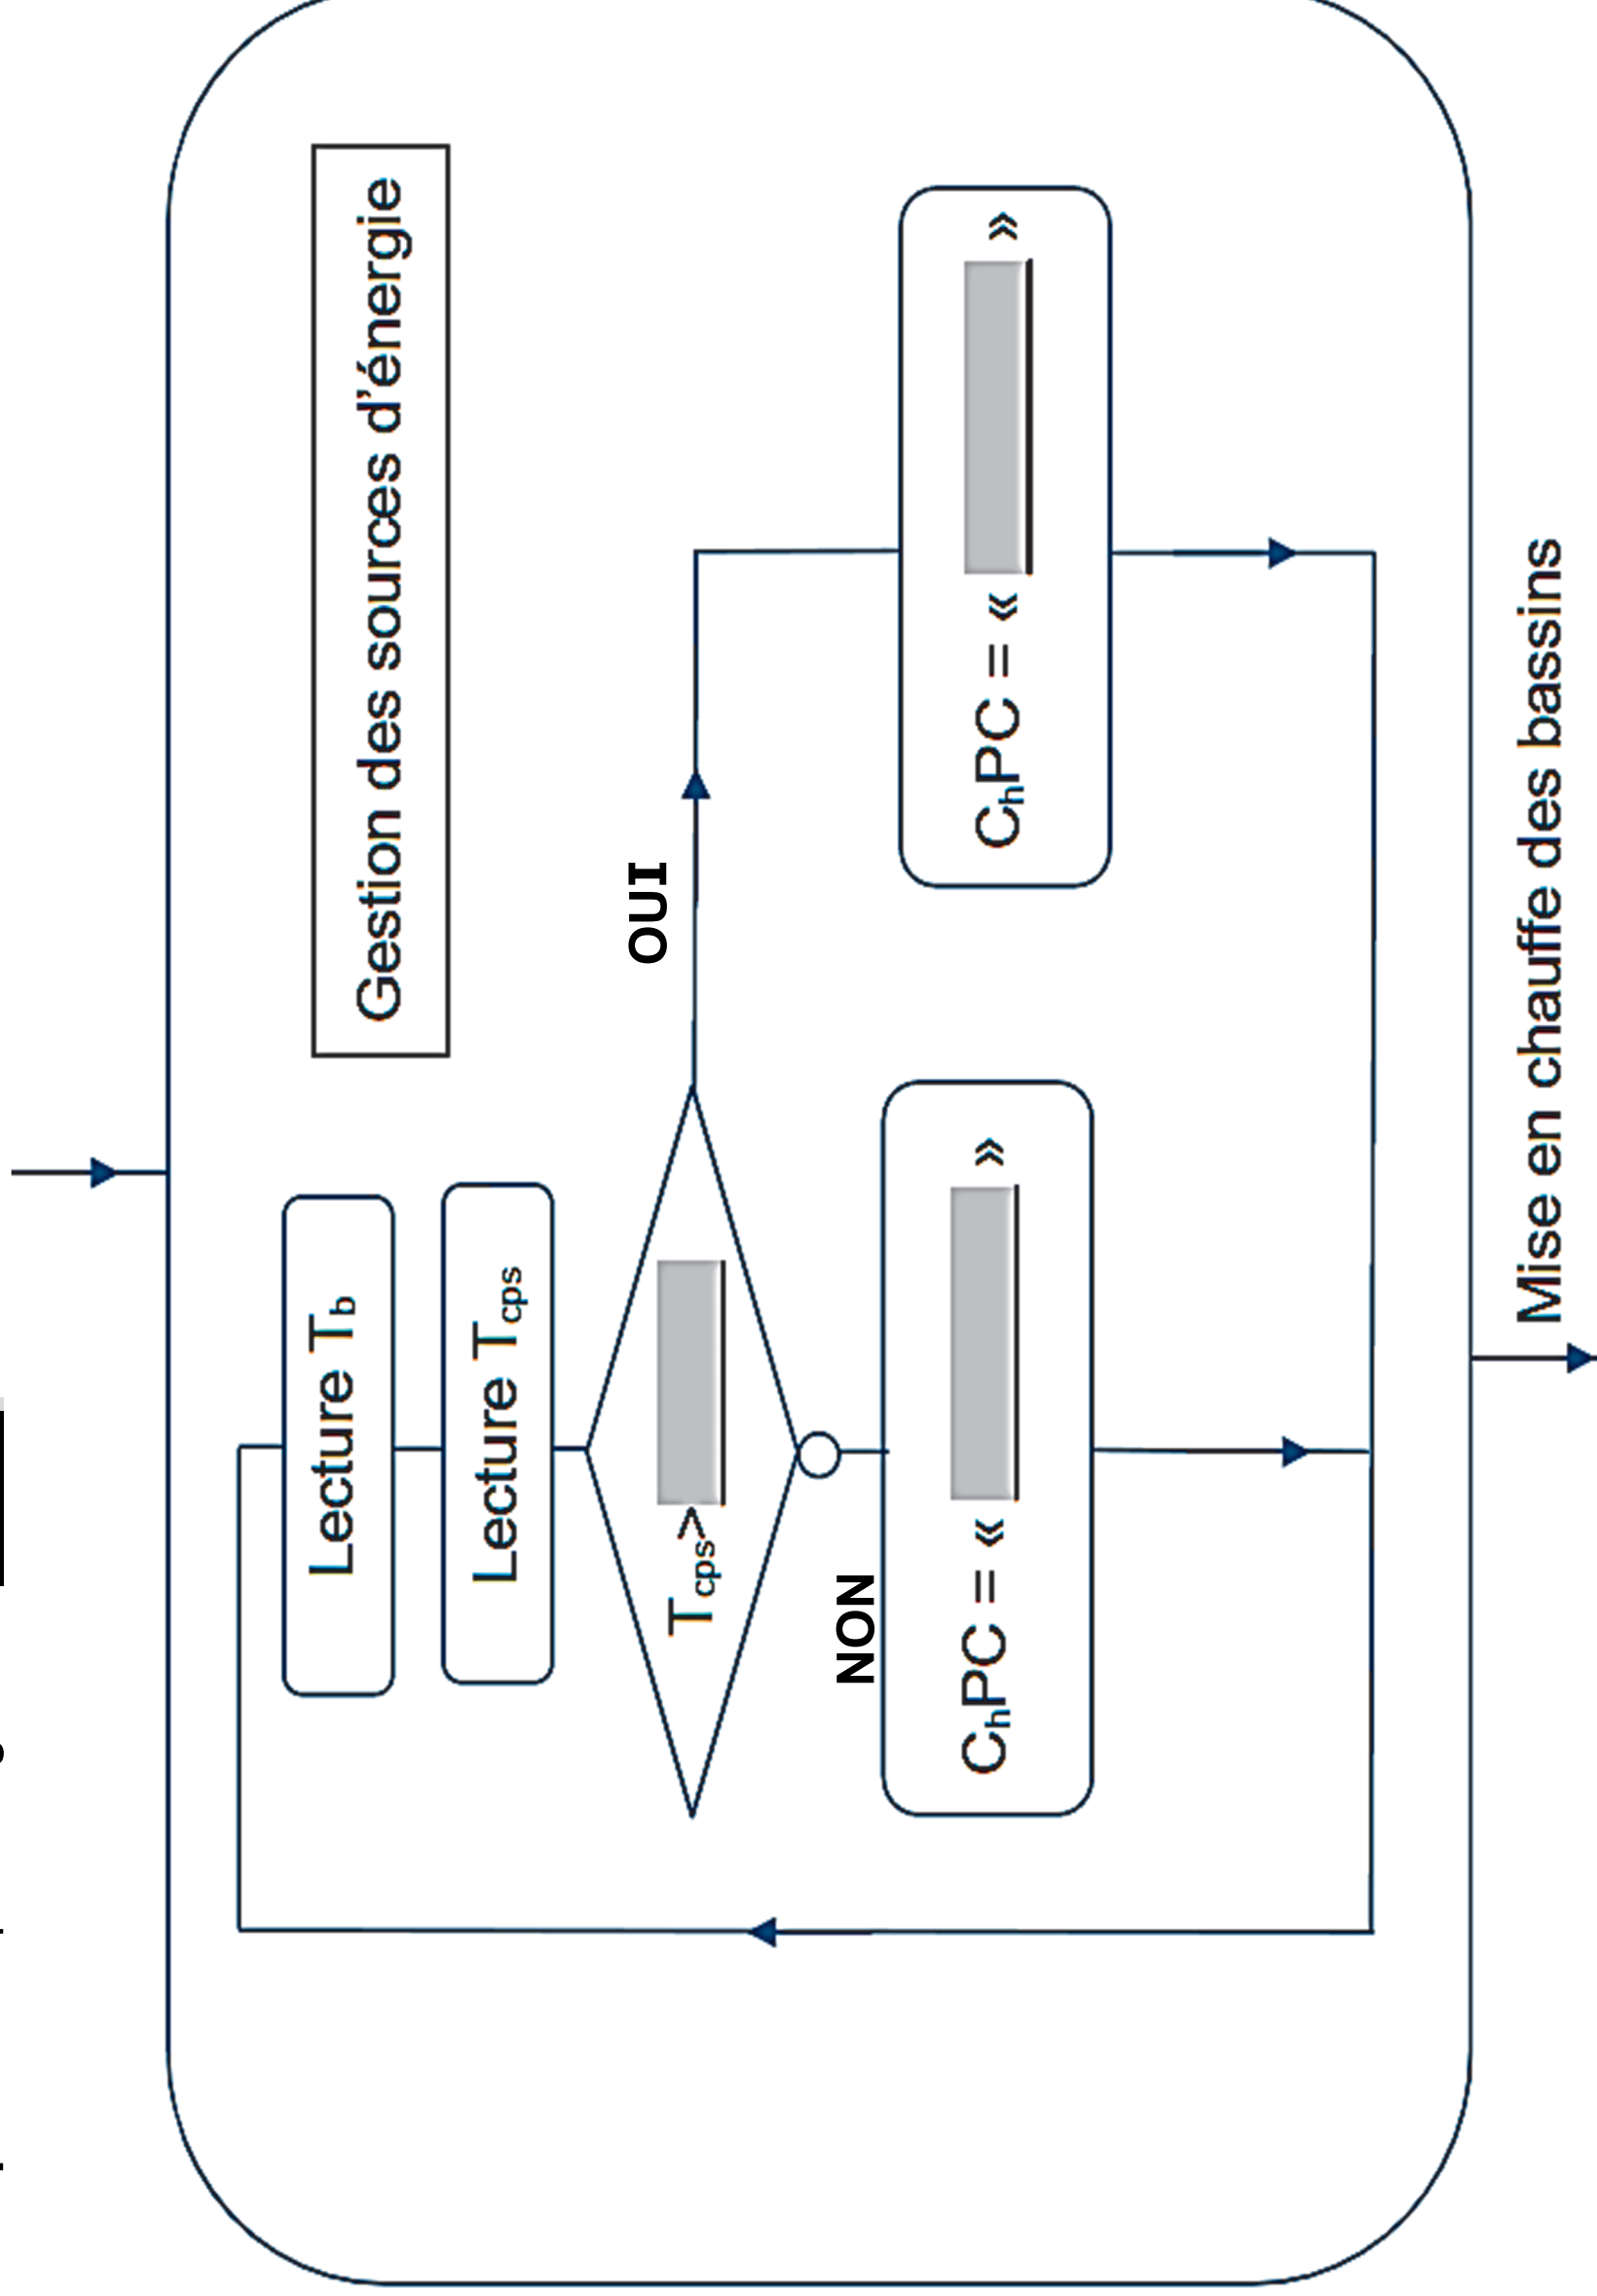 Gestion des sources d'énergie
Lecture Tb
Lecture Tcps
Tcps>
OUI
NON
ChPC = « »
ChPC = « »
Mise en chauffe des bassins